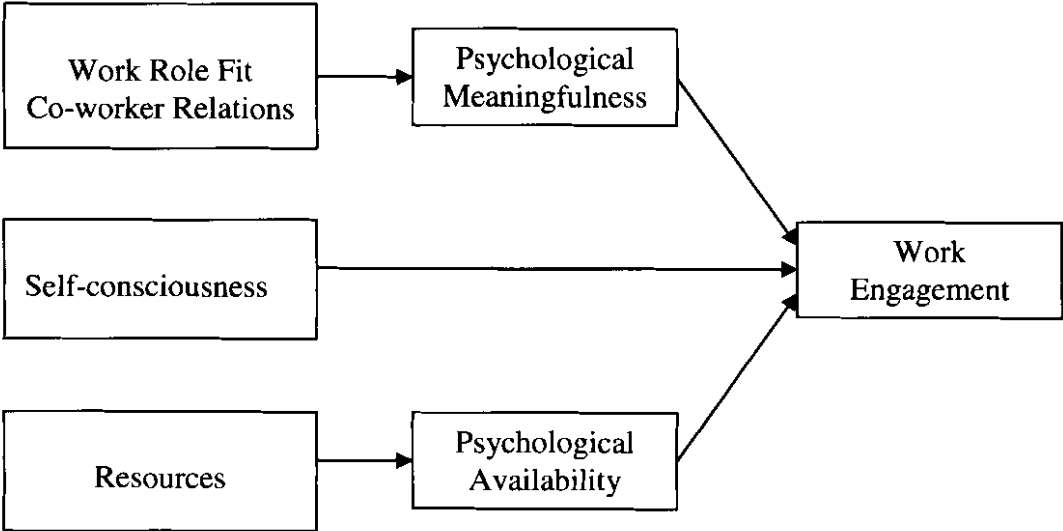 Work Role Fit
Co-worker Relations
Psychological
Meaningfulness
Self-consciousness
Work
Engagement
Resources
Psychological
Availability